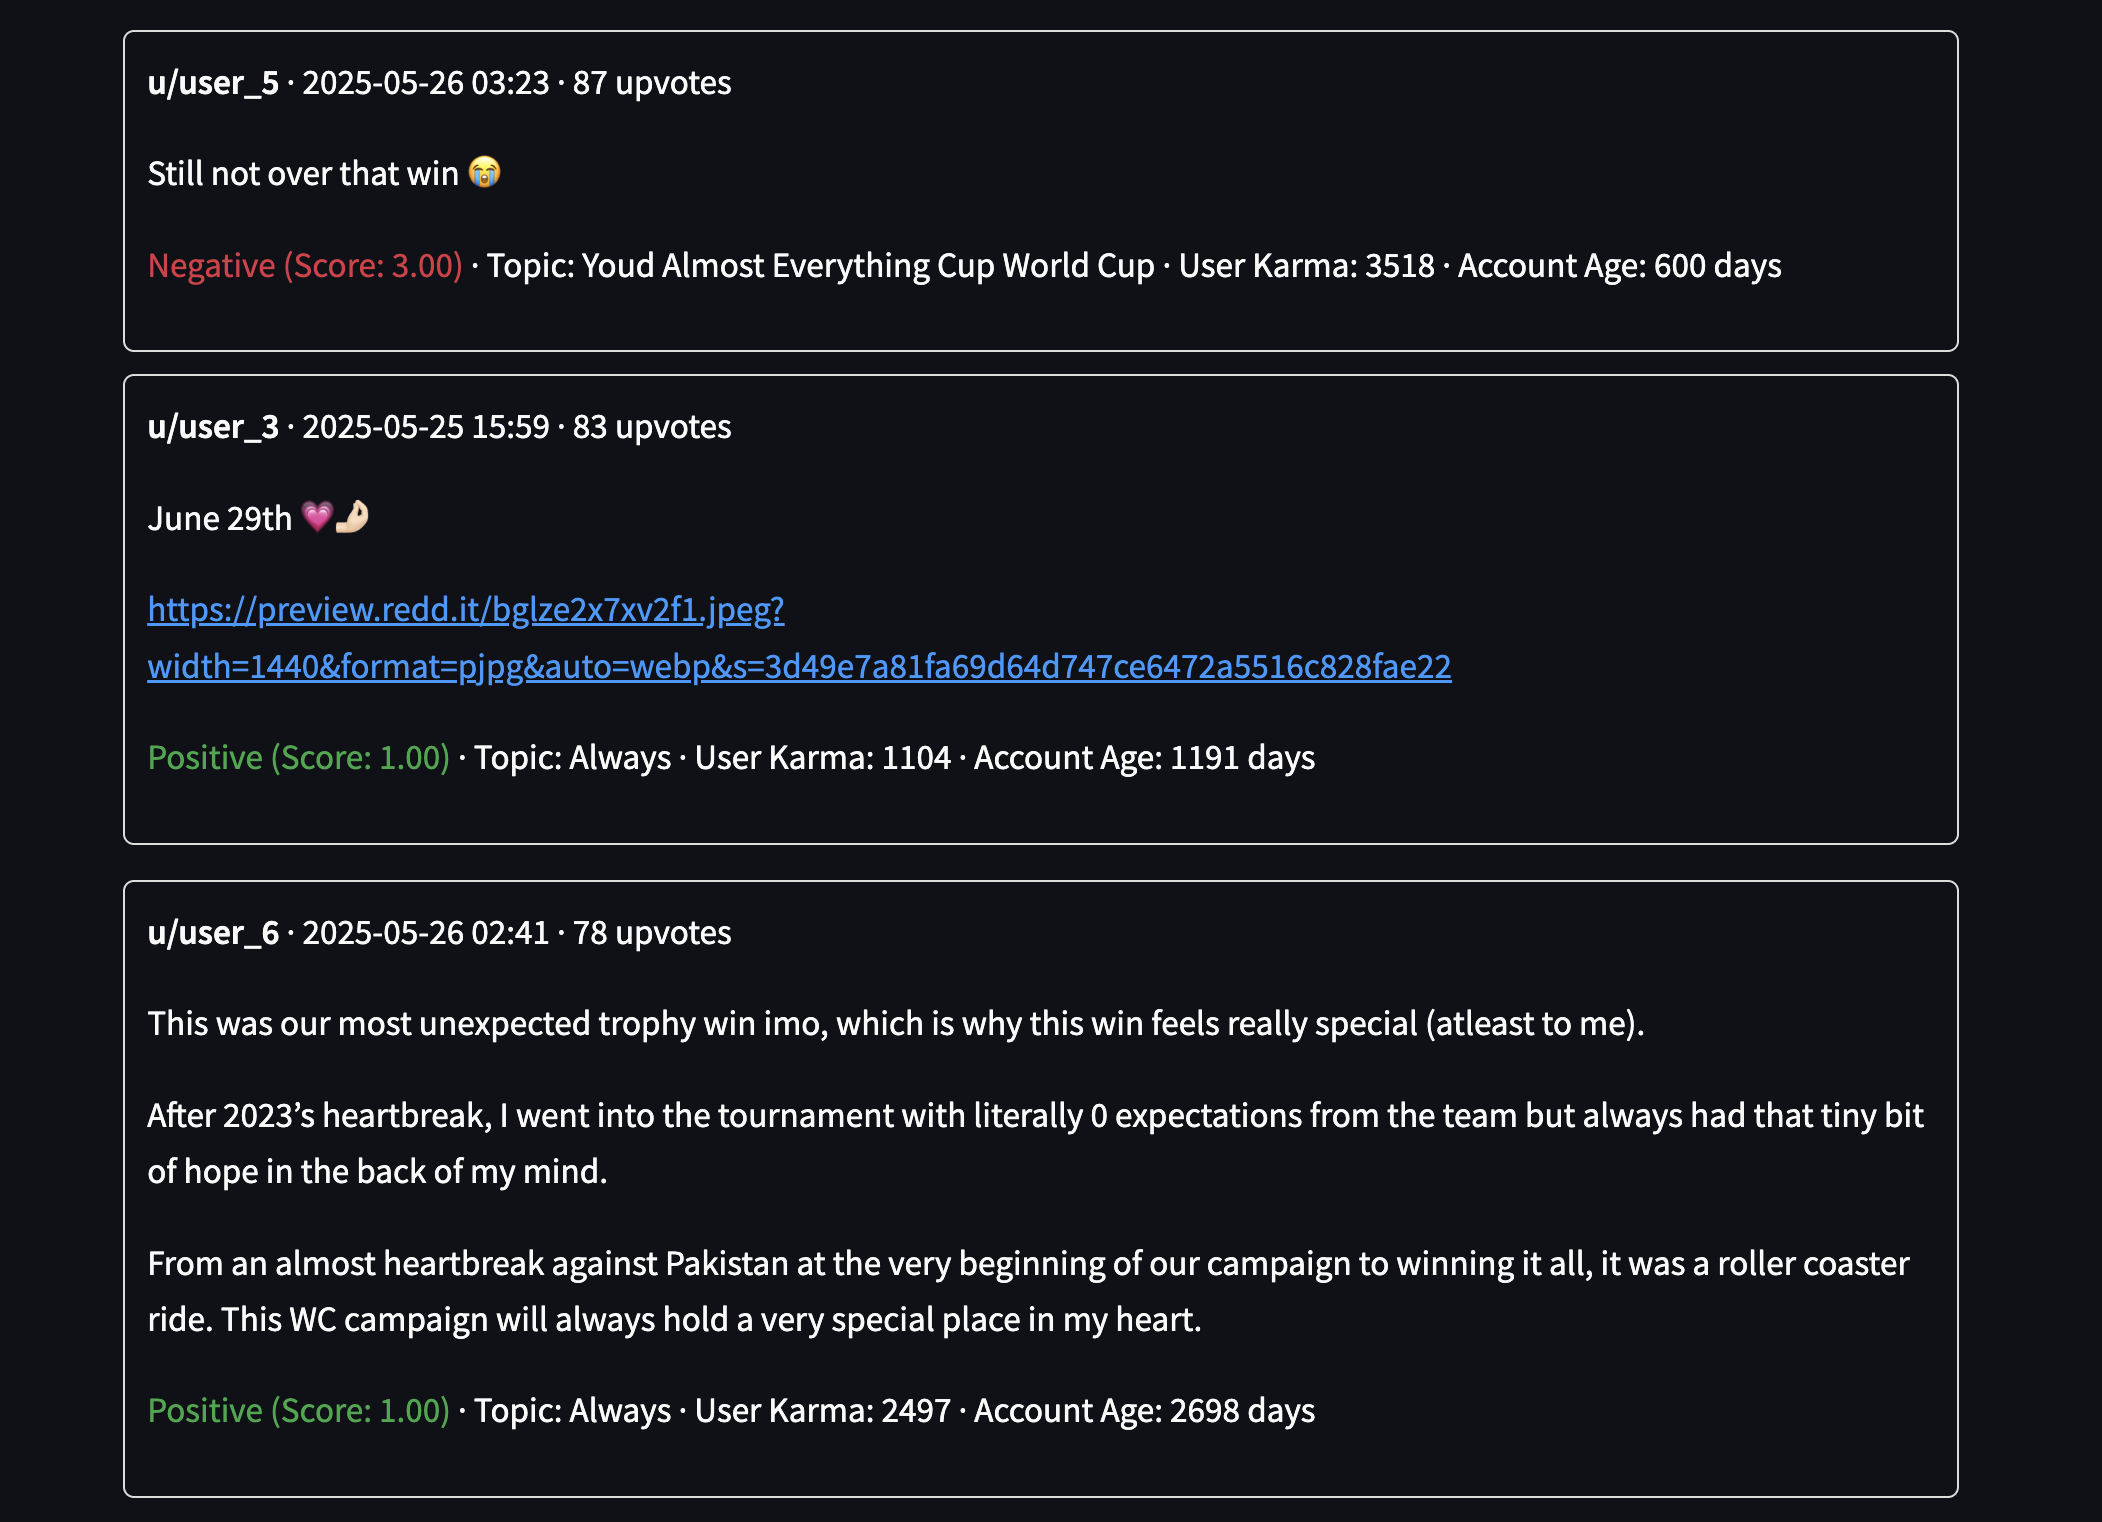 u/user_5 · 2025-05-26 03:23 · 87 upvotes
Still not over that win 😭
Negative (Score: 3.00) · Topic: Youd Almost Everything Cup World Cup · User Karma: 3518 · Account Age: 600 days
u/user_3 · 2025-05-25 15:59 · 83 upvotes
June 29th 💗🤌🏻
https://preview.redd.it/bglze2x7xv2f1.jpeg?
width=1440&format=pjpg&auto=webp&s=3d49e7a81fa69d64d747ce6472a5516c828fae22
Positive (Score: 1.00) · Topic: Always · User Karma: 1104 · Account Age: 1191 days
u/user_6 · 2025-05-26 02:41 · 78 upvotes
This was our most unexpected trophy win imo, which is why this win feels really special (atleast to me).
After 2023’s heartbreak, I went into the tournament with literally 0 expectations from the team but always had that tiny bit
of hope in the back of my mind.
From an almost heartbreak against Pakistan at the very beginning of our campaign to winning it all, it was a roller coaster
ride. This WC campaign will always hold a very special place in my heart.
Positive (Score: 1.00) · Topic: Always · User Karma: 2497 · Account Age: 2698 days